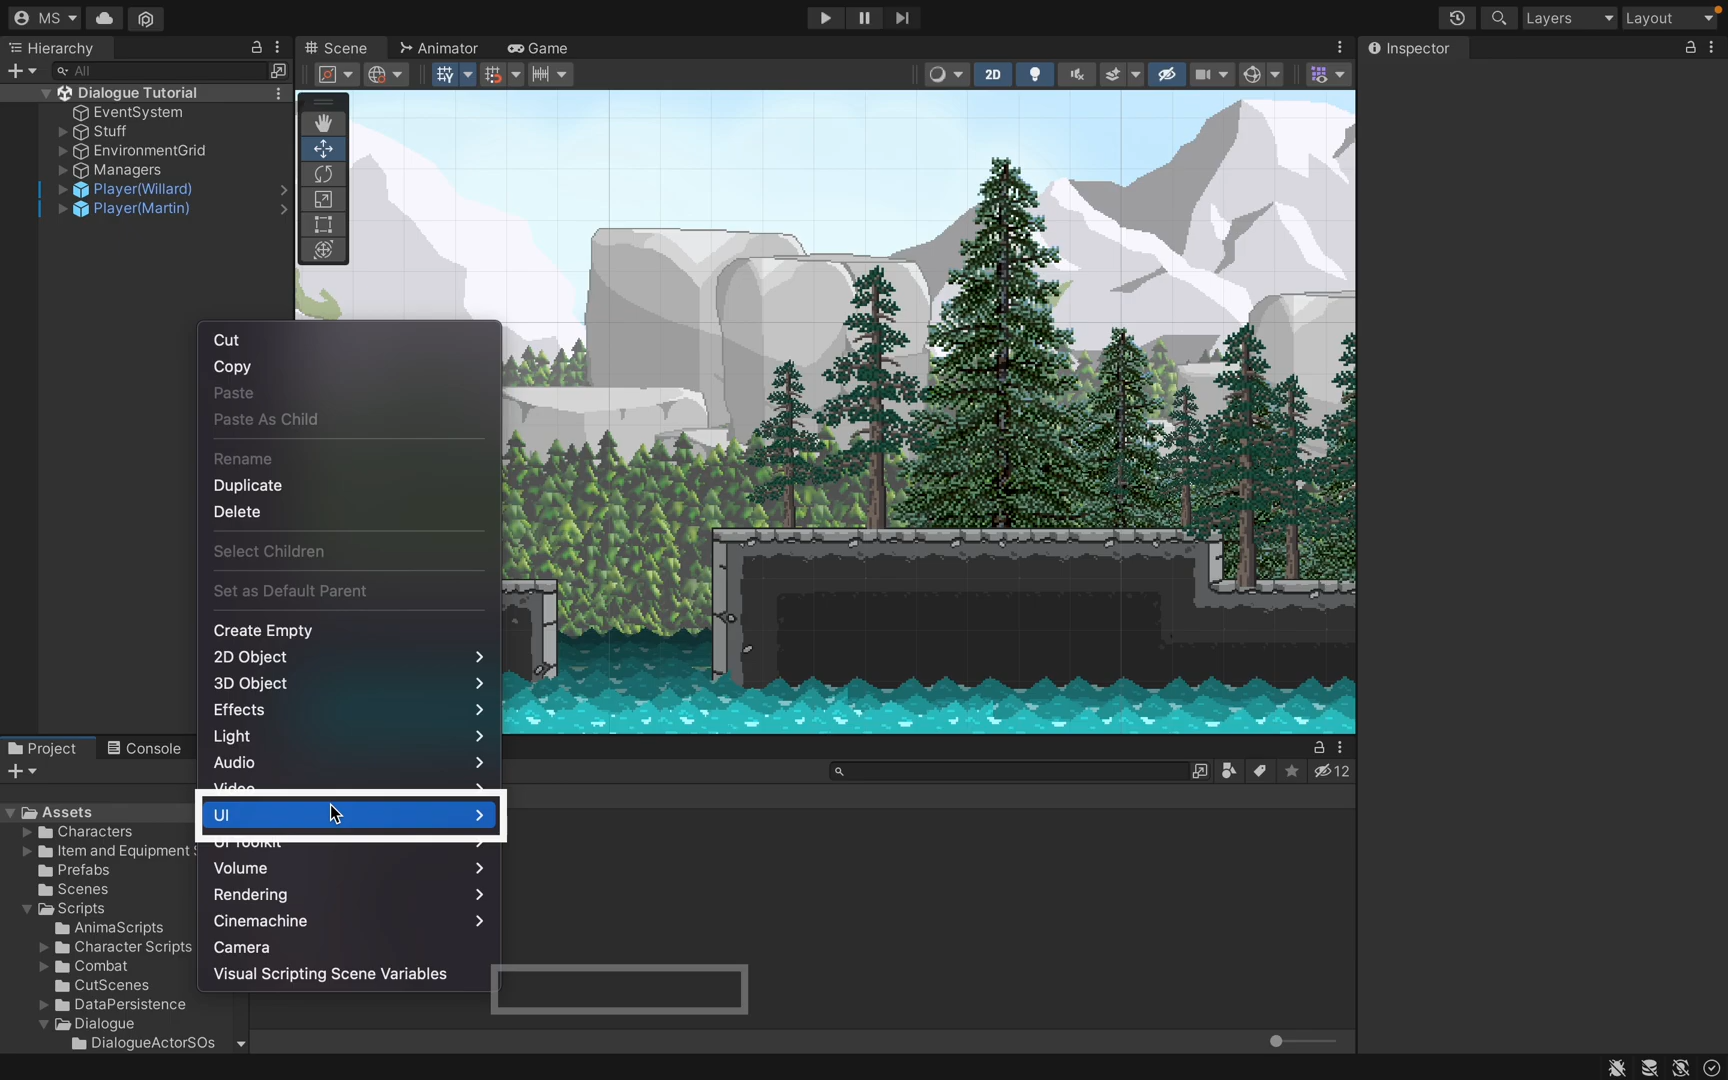 MS
Layers
Layout
Hierarchy
Scene
Animator
Game
Inspector
All
2D
Dialogue Tutorial
EventSystem
Stuff
EnvironmentGrid
Managers
Player(Willard)
Player(Martin)
Cut
Copy
Paste
Paste As Child
Rename
Duplicate
Delete
Select Children
Set as Default Parent
Create Empty
2D Object
3D Object
Effects
Light
Audio
Video
UI
UI Toolkit
Volume
Rendering
Cinemachine
Camera
Visual Scripting Scene Variables
Project
Console
12
Assets
Characters
Item and Equipment S
Prefabs
Scenes
Scripts
AnimaScripts
Character Scripts
Combat
CutScenes
DataPersistence
Dialogue
DialogueActorSOs